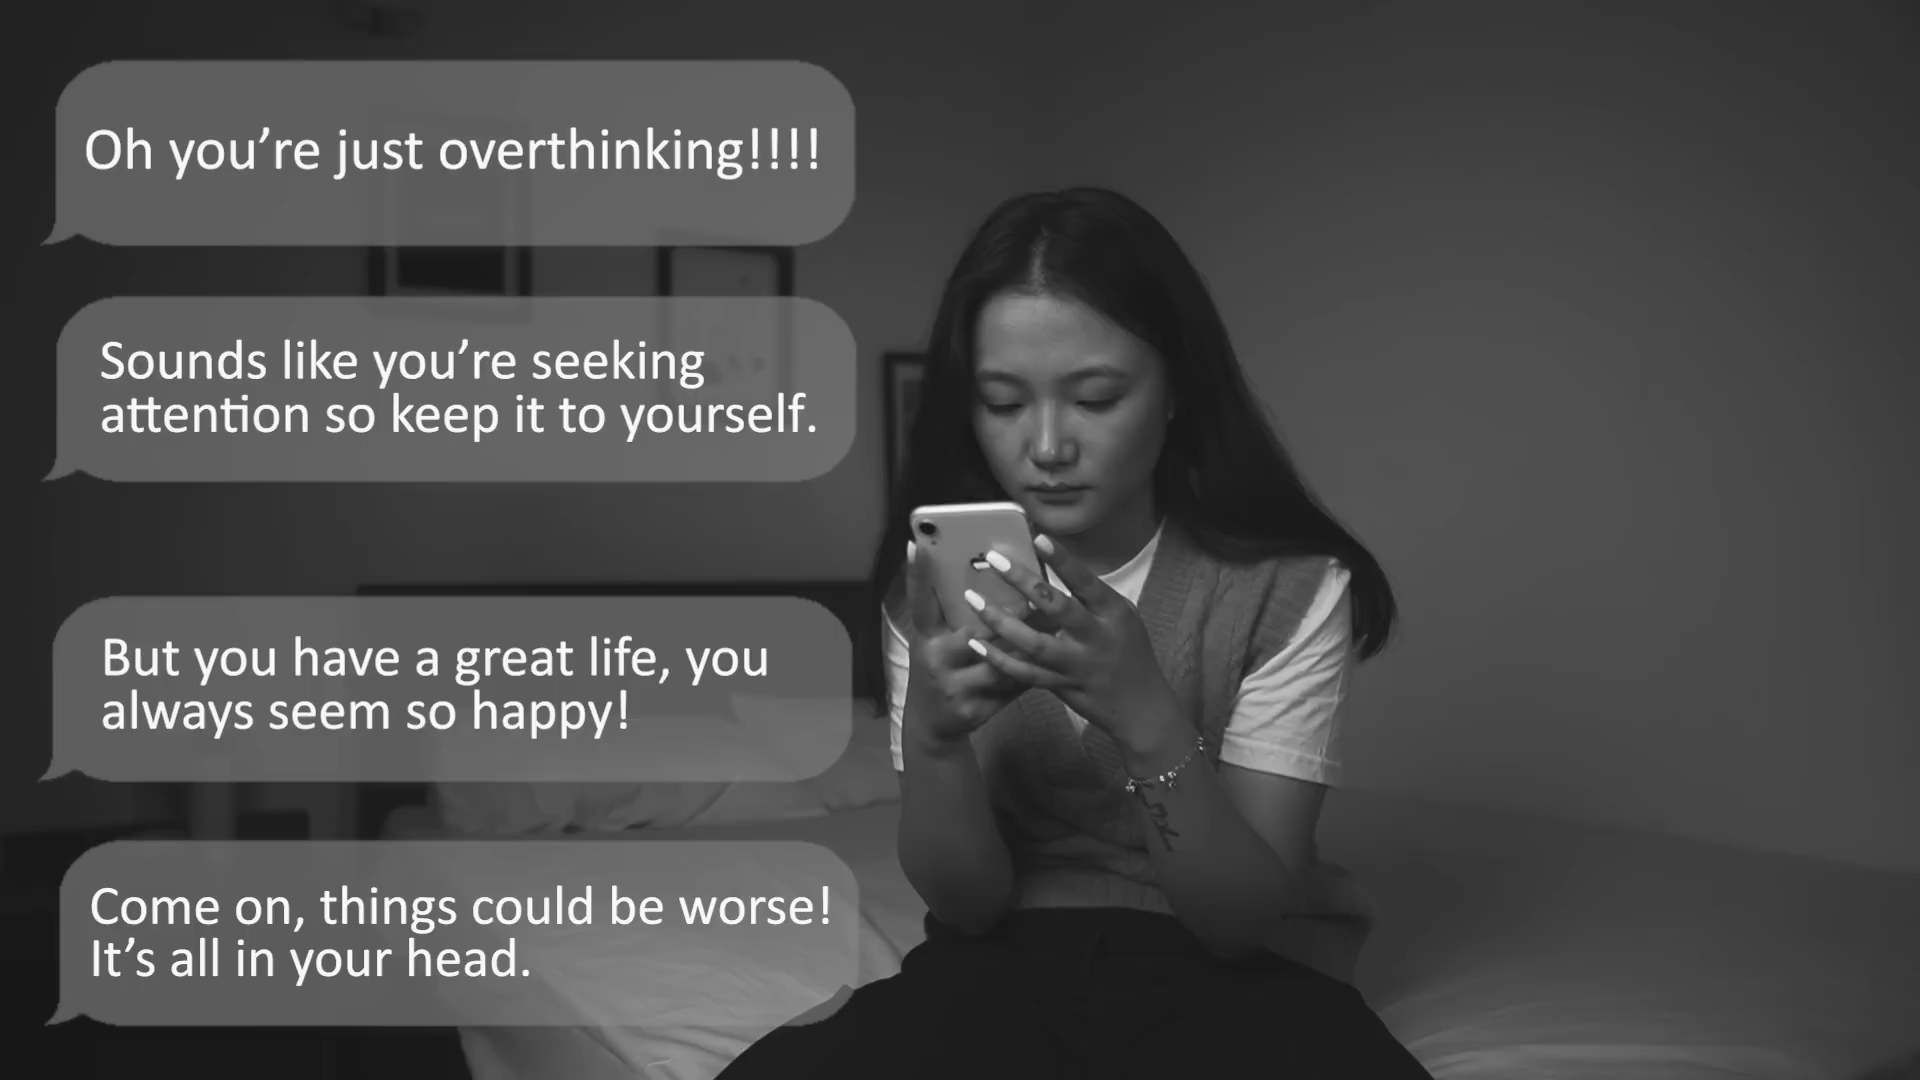 Oh you’re just overthinking!!!!
Sounds like you’re seeking
attention so keep it to yourself.
But you have a great life, you
always seem so happy!
Come on, things could be worse!
It’s all in your head.